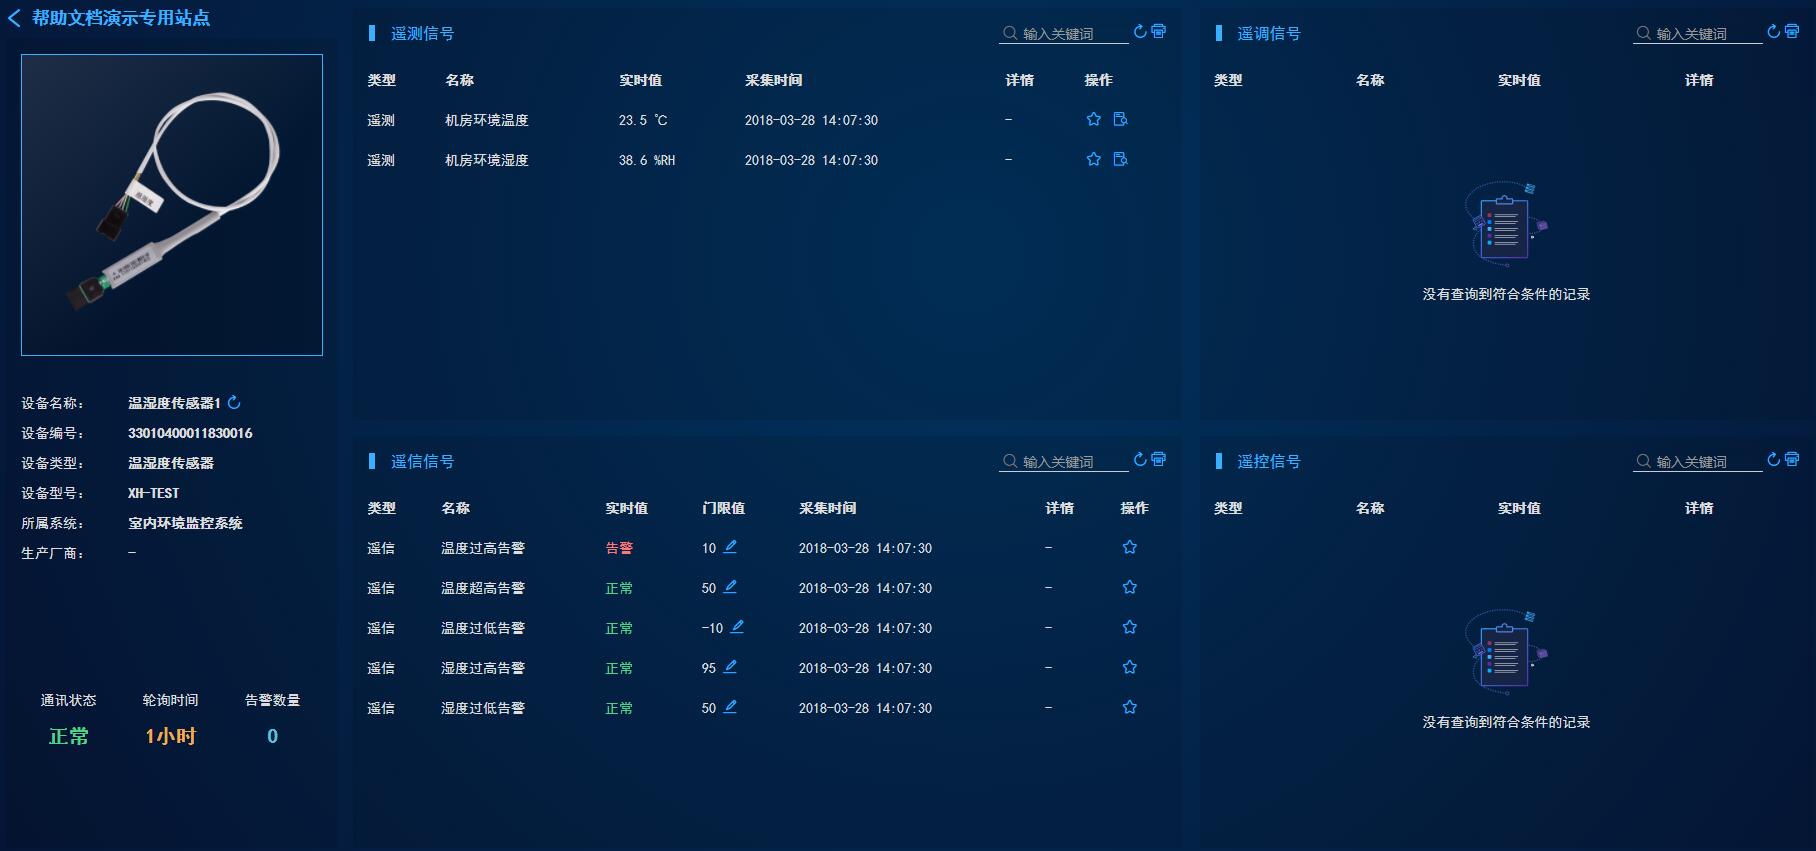 帮助文档演示专用站点
设备名称： 温湿度传感器1
设备编号： 33010400011830016
设备类型： 温湿度传感器
设备型号： XH-TEST
所属系统： 室内环境监控系统
生产厂商： -
通讯状态 轮询时间 告警数量
正常 1小时 0
遥测信号 输入关键词
类型 名称 实时值 采集时间 详情 操作
遥测 机房环境温度 23.5 ℃ 2018-03-28 14:07:30 -
遥测 机房环境湿度 38.6 %RH 2018-03-28 14:07:30 -
遥调信号 输入关键词
类型 名称 实时值 详情
没有查询到符合条件的记录
遥信信号 输入关键词
类型 名称 实时值 门限值 采集时间 详情 操作
遥信 温度过高告警 告警 10 2018-03-28 14:07:30 -
遥信 温度超高告警 正常 50 2018-03-28 14:07:30 -
遥信 温度过低告警 正常 -10 2018-03-28 14:07:30 -
遥信 湿度过高告警 正常 95 2018-03-28 14:07:30 -
遥信 湿度过低告警 正常 50 2018-03-28 14:07:30 -
遥控信号 输入关键词
类型 名称 实时值 详情
没有查询到符合条件的记录